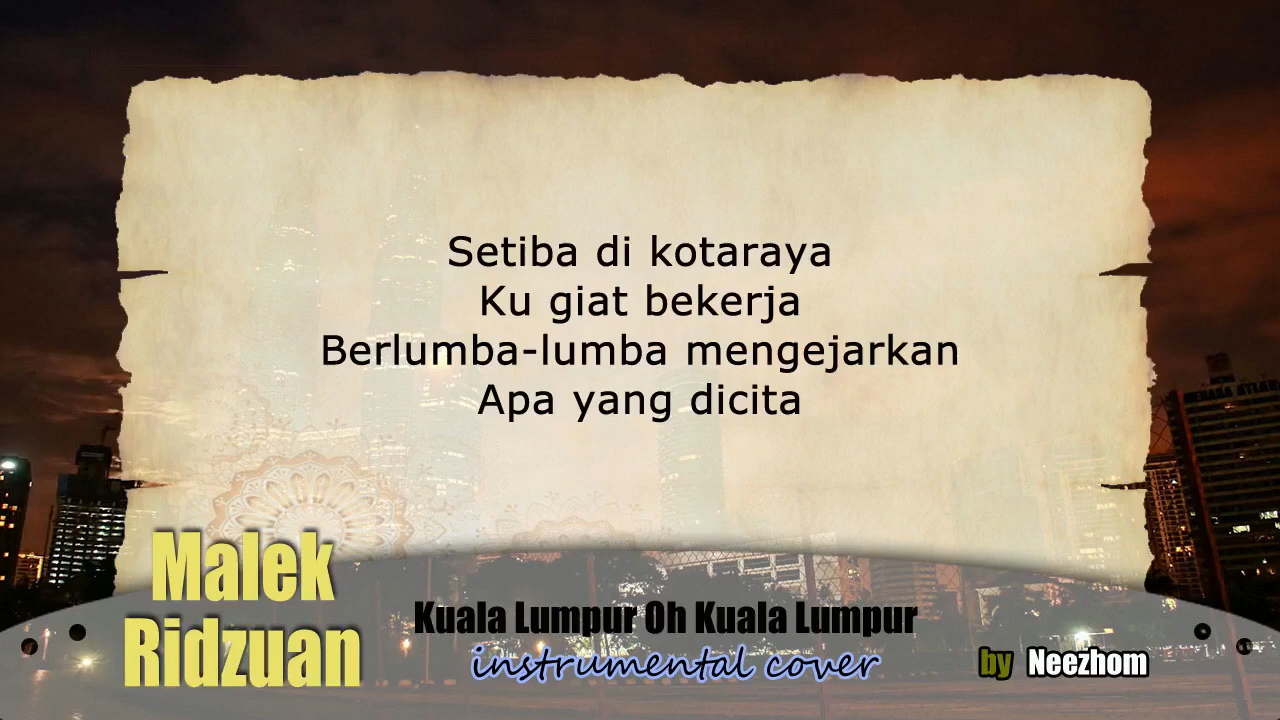 Setiba di kotaraya
Ku giat bekerja
Berlumba-lumba mengejarkan
Apa yang dicita
Malek
Ridzuan
Kuala Lumpur Oh Kuala Lumpur
instrumental cover
by Neezhom